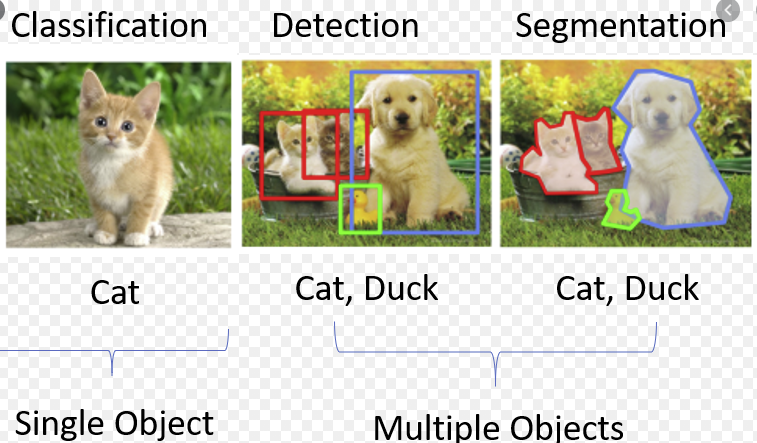 Classification Detection Segmentation
Cat Cat, Duck Cat, Duck
Single Object Multiple Objects